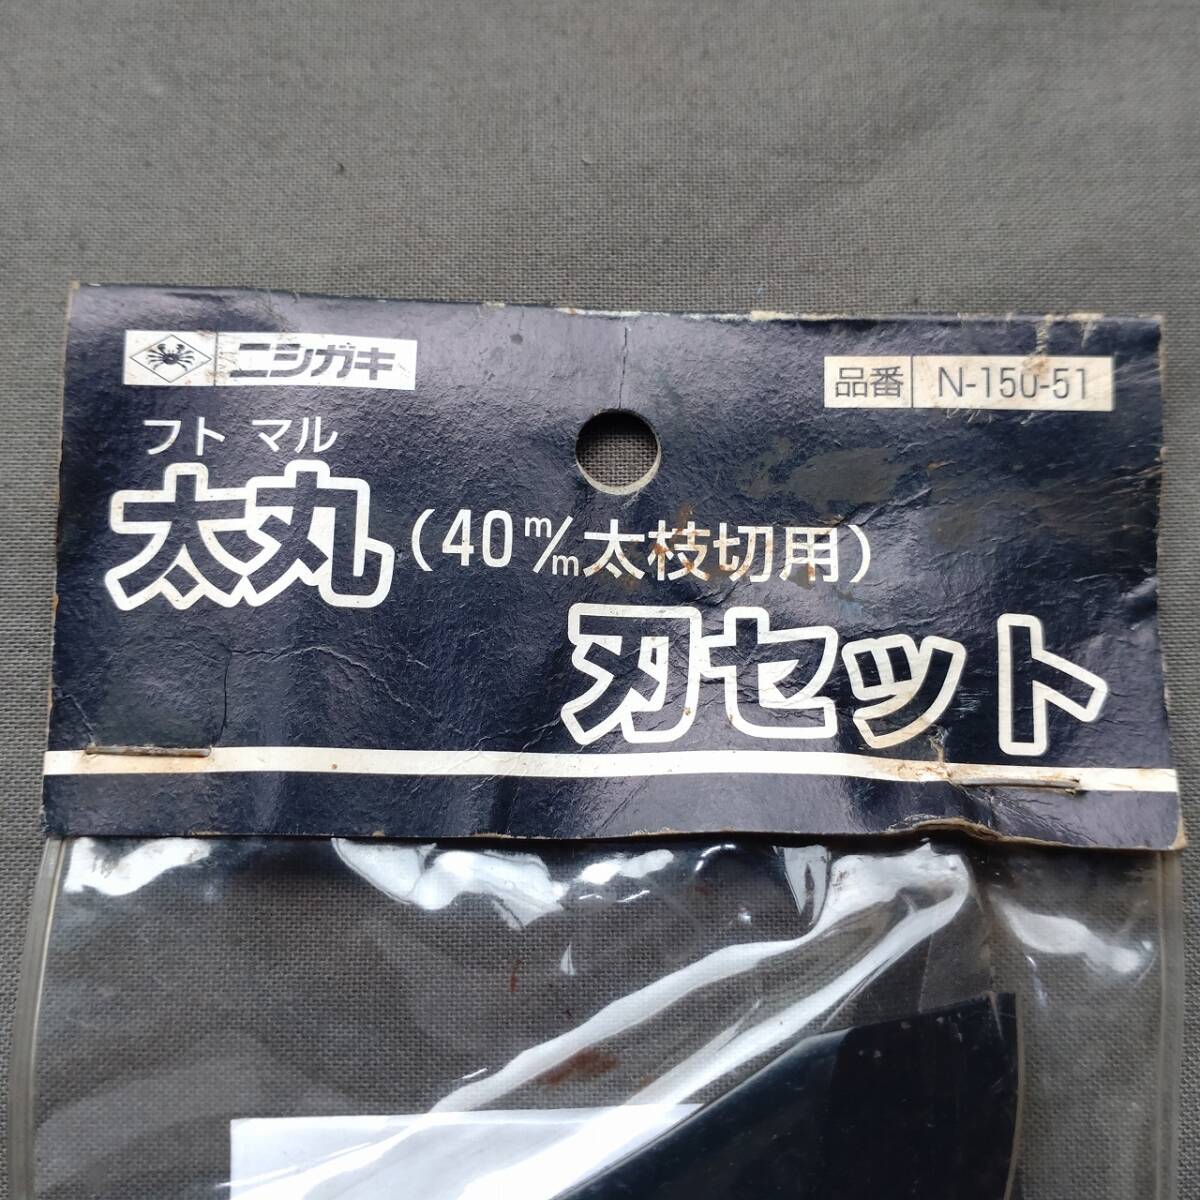 ニシガキ
品番 N-150-51
フト マル
太丸(40m/m太枝切用)
刃セット